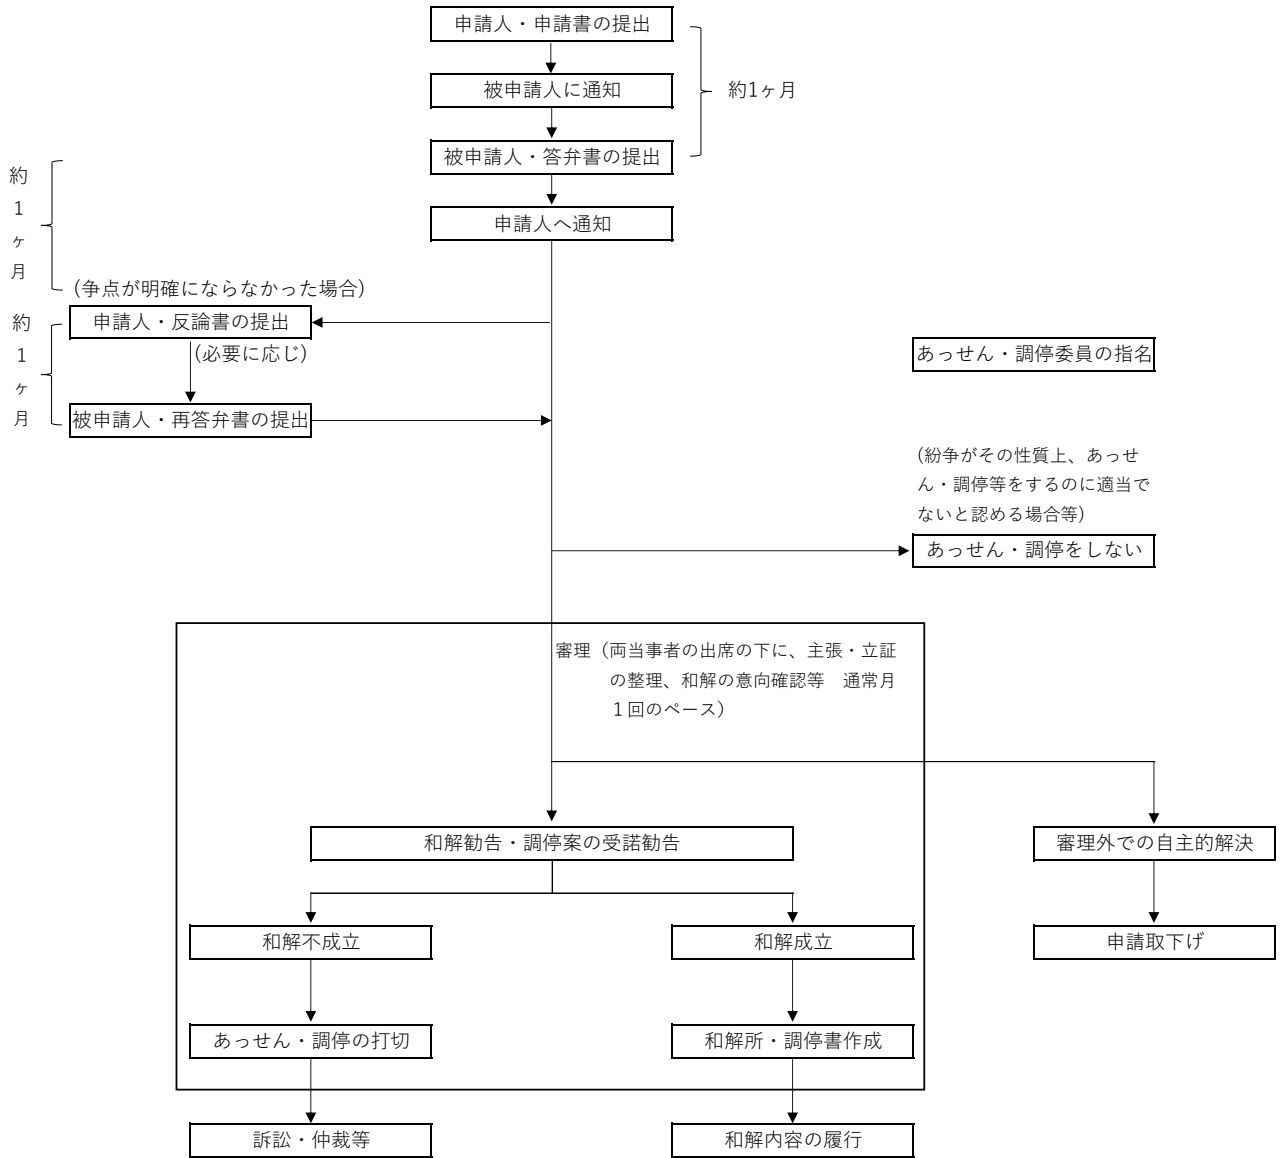 申請人・申請書の提出
被申請人に通知
約1ヶ月
被申請人・答弁書の提出
申請人へ通知
約
1
ヶ
月
(争点が明確にならなかった場合)
申請人・反論書の提出
(必要に応じ)
被申請人・再答弁書の提出
約
1
ヶ
月
あっせん・調停委員の指名
(紛争がその性質上、あっせ
ん・調停等をするのに適当で
ないと認める場合等)
あっせん・調停をしない
審理（両当事者の出席の下に、主張・立証
の整理、和解の意向確認等　通常月
１回のペース）
和解勧告・調停案の受諾勧告
審理外での自主的解決
和解不成立
和解成立
申請取下げ
あっせん・調停の打切
和解所・調停書作成
訴訟・仲裁等
和解内容の履行